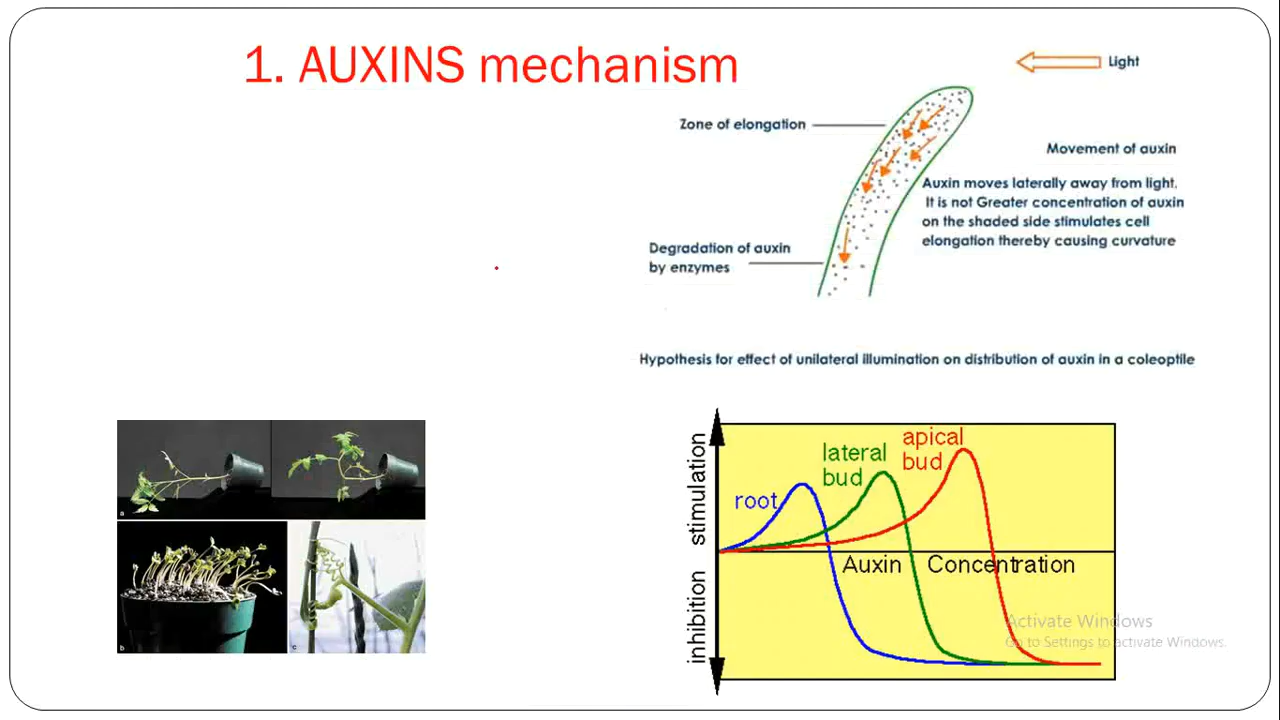 1. AUXINS mechanism
Light
Zone of elongation
Movement of auxin
Auxin moves laterally away from light.
It is not Greater concentration of auxin
on the shaded side stimulates cell
elongation thereby causing curvature
Degradation of auxin
by enzymes
Hypothesis for effect of unilateral illumination on distribution of auxin in a coleoptile
a
b
c
stimulation
inhibition
root
lateral
bud
apical
bud
Auxin Concentration
Activate Windows
Go to Settings to activate Windows.